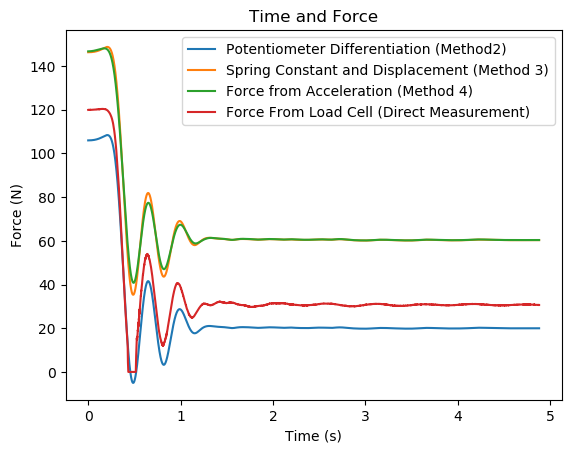 Time and Force
Potentiometer Differentiation (Method2)
Spring Constant and Displacement (Method 3)
Force from Acceleration (Method 4)
Force From Load Cell (Direct Measurement)
Force (N)
140
120
100
80
60
40
20
0
0 1 2 3 4 5
Time (s)